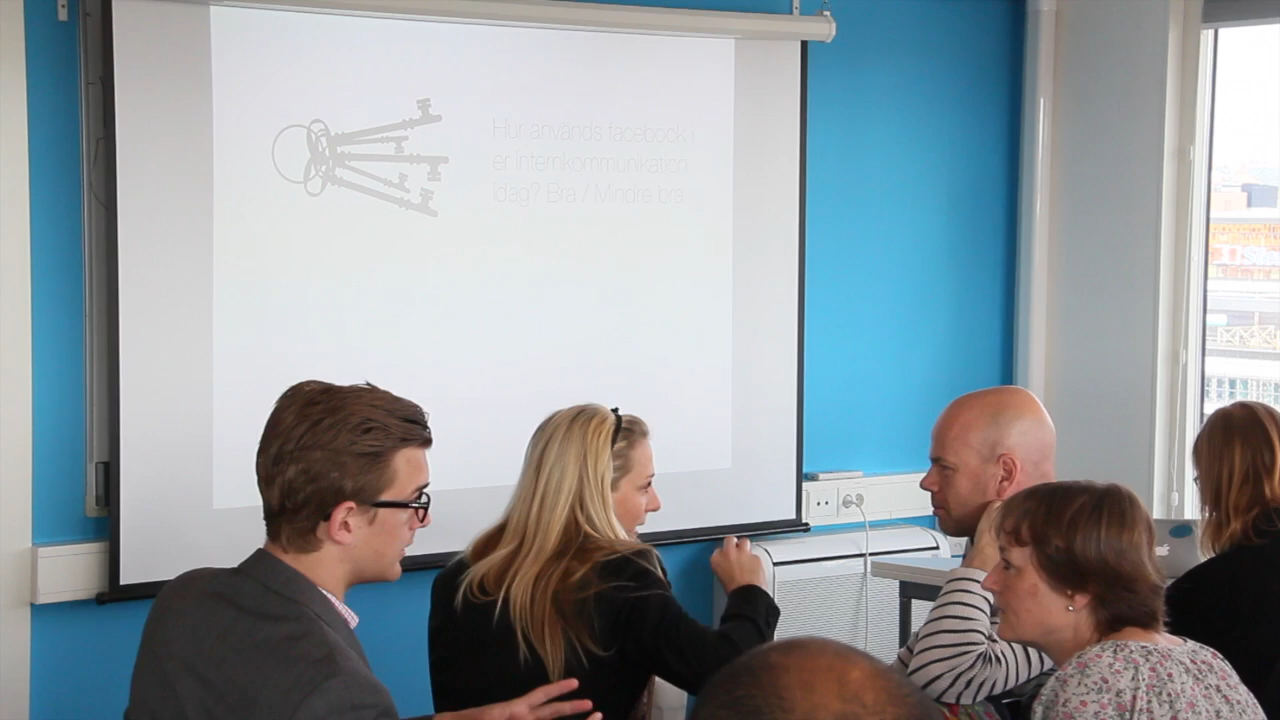 Hur används facebook i
er internkommunikation
idag? Bra / Mindre bra